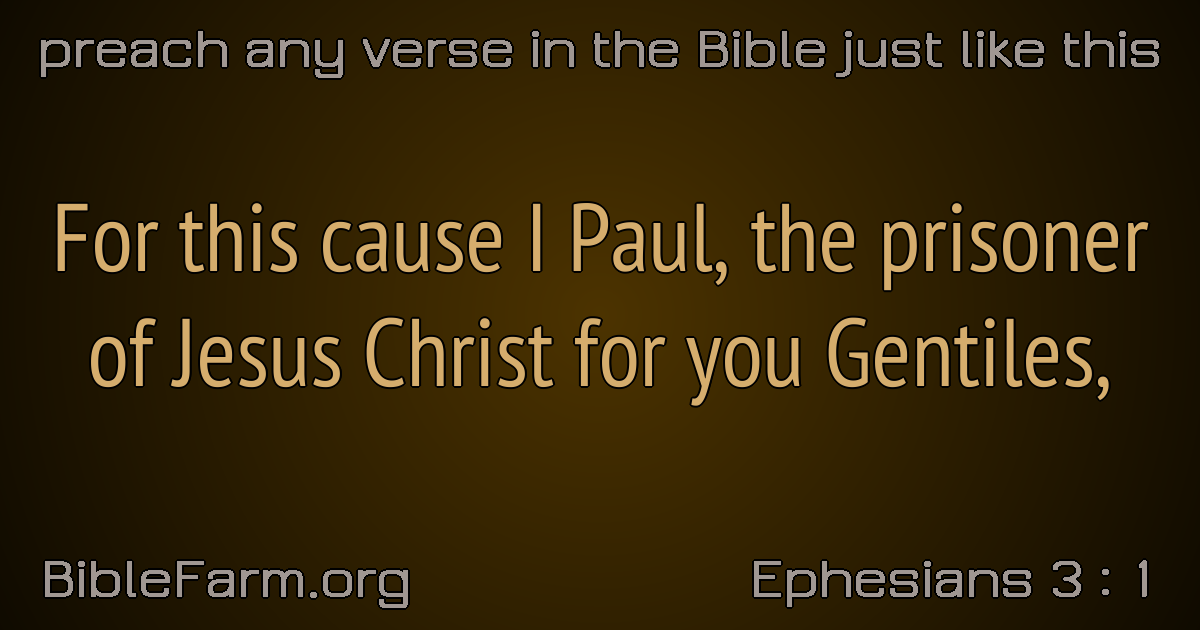 preach any verse in the Bible just like this
For this cause I Paul, the prisoner
of Jesus Christ for you Gentiles,
BibleFarm.org
Ephesians 3 : 1